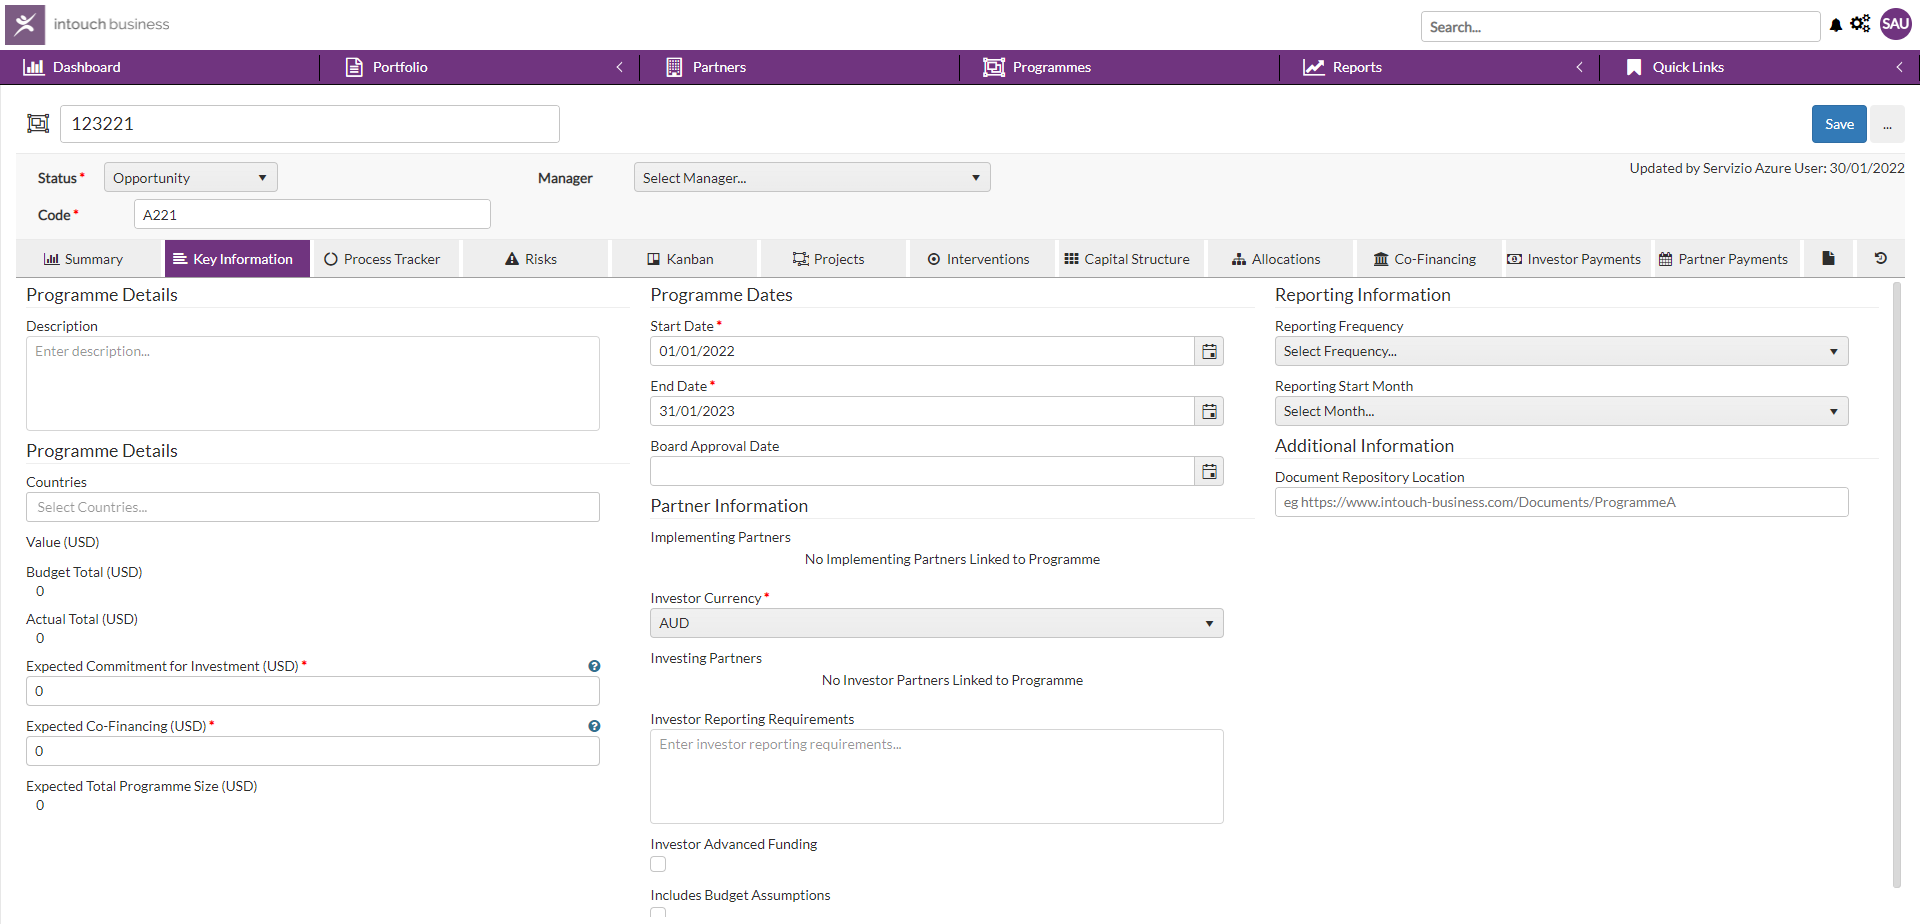 intouch business
Search...
SAU
Dashboard
Portfolio
Partners
Programmes
Reports
Quick Links
123221
Save
...
Status *
Opportunity
Manager
Select Manager...
Updated by Servizio Azure User: 30/01/2022
Code *
A221
Summary
Key Information
Process Tracker
Risks
Kanban
Projects
Interventions
Capital Structure
Allocations
Co-Financing
Investor Payments
Partner Payments
Programme Details
Description
Enter description...
Programme Details
Countries
Select Countries...
Value (USD)
Budget Total (USD)
0
Actual Total (USD)
0
Expected Commitment for Investment (USD) *
0
Expected Co-Financing (USD) *
0
Expected Total Programme Size (USD)
0
Programme Dates
Start Date *
01/01/2022
End Date *
31/01/2023
Board Approval Date
Partner Information
Implementing Partners
No Implementing Partners Linked to Programme
Investor Currency *
AUD
Investing Partners
No Investor Partners Linked to Programme
Investor Reporting Requirements
Enter investor reporting requirements...
Investor Advanced Funding
Includes Budget Assumptions
Reporting Information
Reporting Frequency
Select Frequency...
Reporting Start Month
Select Month...
Additional Information
Document Repository Location
eg https://www.intouch-business.com/Documents/ProgrammeA